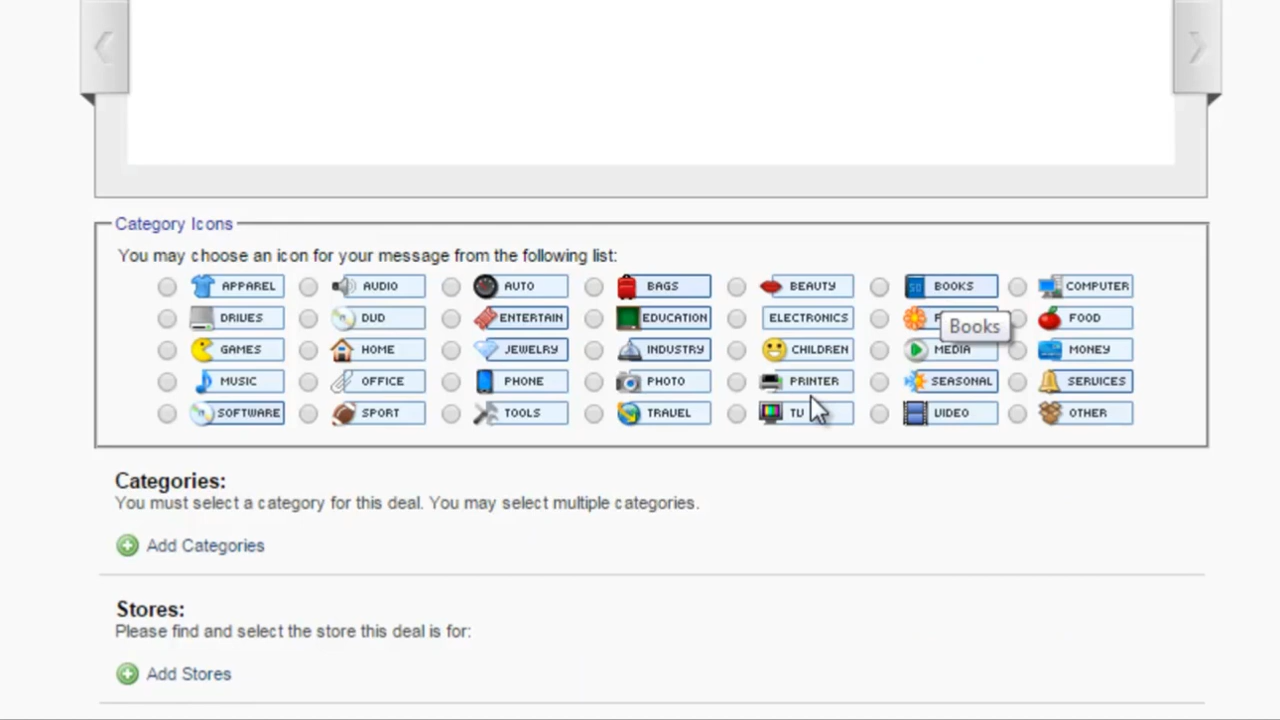 Category Icons
You may choose an icon for your message from the following list:
APPAREL AUDIO AUTO BAGS BEAUTY BOOKS COMPUTER
DRIVES DVD ENTERTAIN EDUCATION ELECTRONICS FOOD
Books
GAMES HOME JEWELRY INDUSTRY CHILDREN MEDIA MONEY
MUSIC OFFICE PHONE PHOTO PRINTER SEASONAL SERVICES
SOFTWARE SPORT TOOLS TRAVEL TV VIDEO OTHER
Categories:
You must select a category for this deal. You may select multiple categories.
Add Categories
Stores:
Please find and select the store this deal is for:
Add Stores